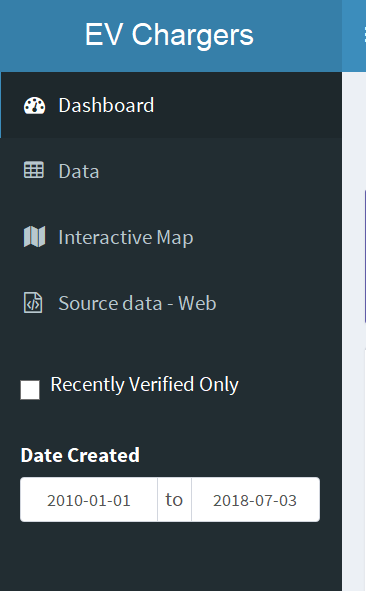 EV Chargers
Dashboard
Data
Interactive Map
Source data - Web
Recently Verified Only
Date Created
2010-01-01 to 2018-07-03